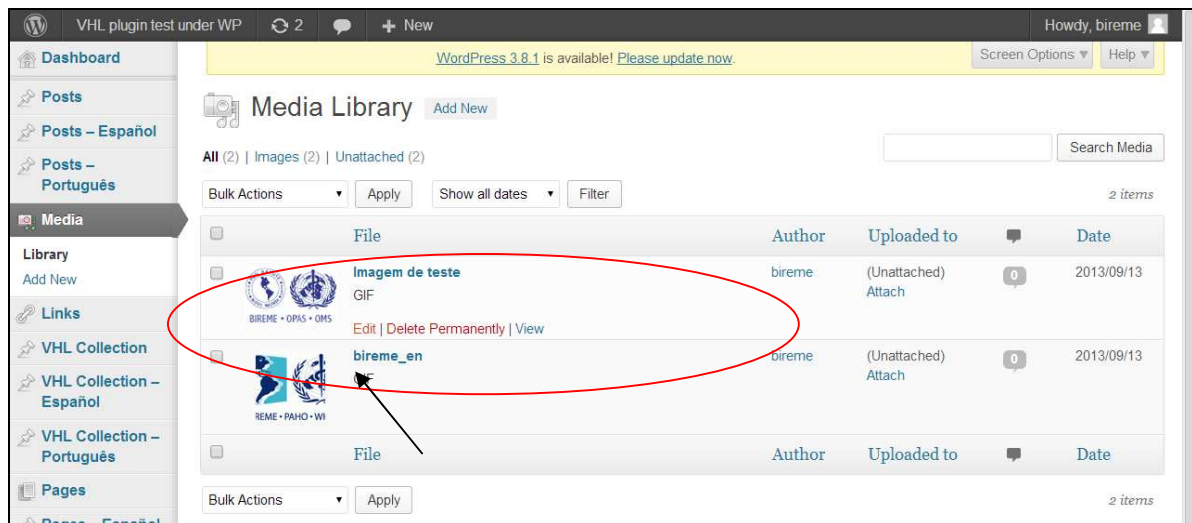 VHL plugin test under WP 2 + New Howdy, bireme
WordPress 3.8.1 is available! Please update now. Screen Options ▼ Help ▼
Dashboard
Posts
Posts – Español
Posts –
Português
Media
Library
Add New
Links
VHL Collection
VHL Collection –
Español
VHL Collection –
Português
Pages
Pages – Español
Media Library Add New
All (2) | Images (2) | Unattached (2) Search Media
Bulk Actions Apply Show all dates Filter 2 items
File Author Uploaded to Date
Imagem de teste bireme (Unattached) 0 2013/09/13
GIF Attach
BIREME • OPAS • OMS
Edit | Delete Permanently | View
bireme_en bireme (Unattached) 0 2013/09/13
GIF Attach
REME • PAHO • WH
File Author Uploaded to Date
Bulk Actions Apply 2 items